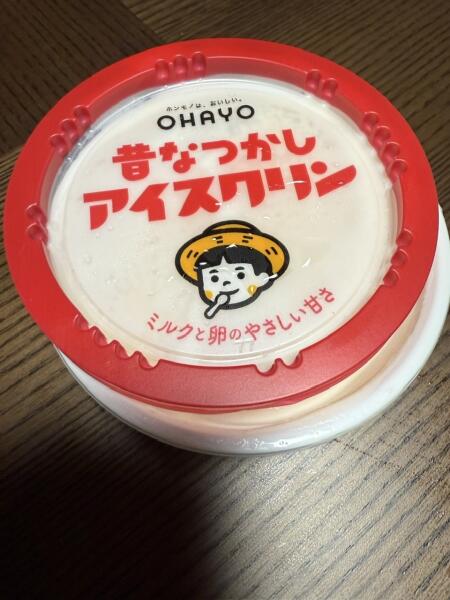 ホンモノは、おいしい。
OHAYO
昔なつかし
アイスクリン
ミルクと卵のやさしい甘さ